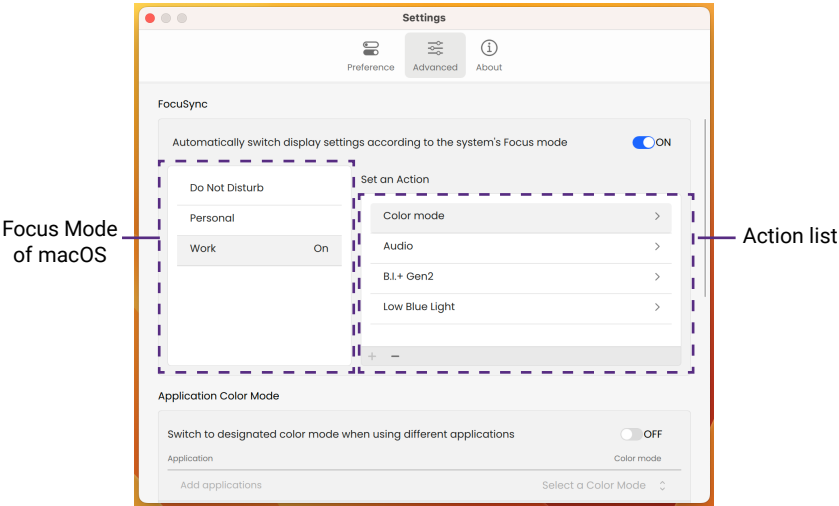 Settings
Preference
Advanced
About
FocuSync
Automatically switch display settings according to the system's Focus mode
ON
Do Not Disturb
Personal
Work On
Set an Action
Color mode
Audio
B.I.+ Gen2
Low Blue Light
Focus Mode
of macOS
Action list
Application Color Mode
Switch to designated color mode when using different applications
OFF
Application
Color mode
Add applications
Select a Color Mode